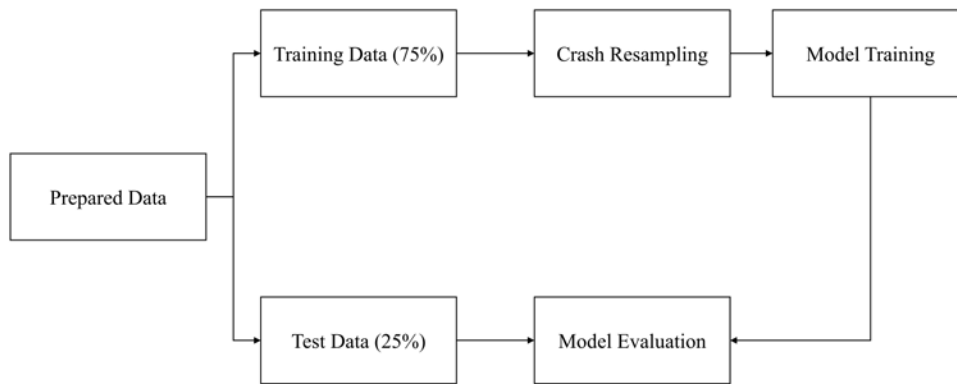 Training Data (75%)
Crash Resampling
Model Training
Prepared Data
Test Data (25%)
Model Evaluation